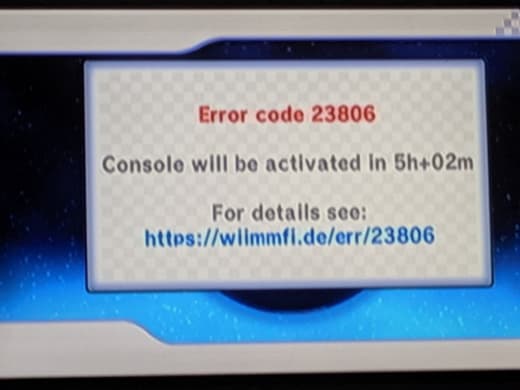 Error code 23806
Console will be activated in 5h+02m
For details see:
https://wiimmfi.de/err/23806